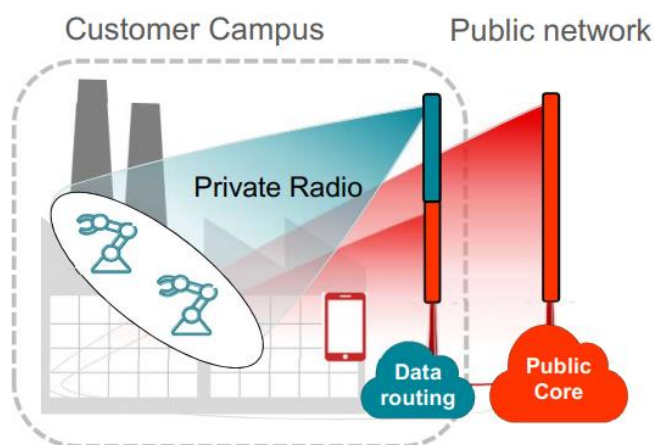 Customer Campus
Public network
Private Radio
Data
routing
Public
Core